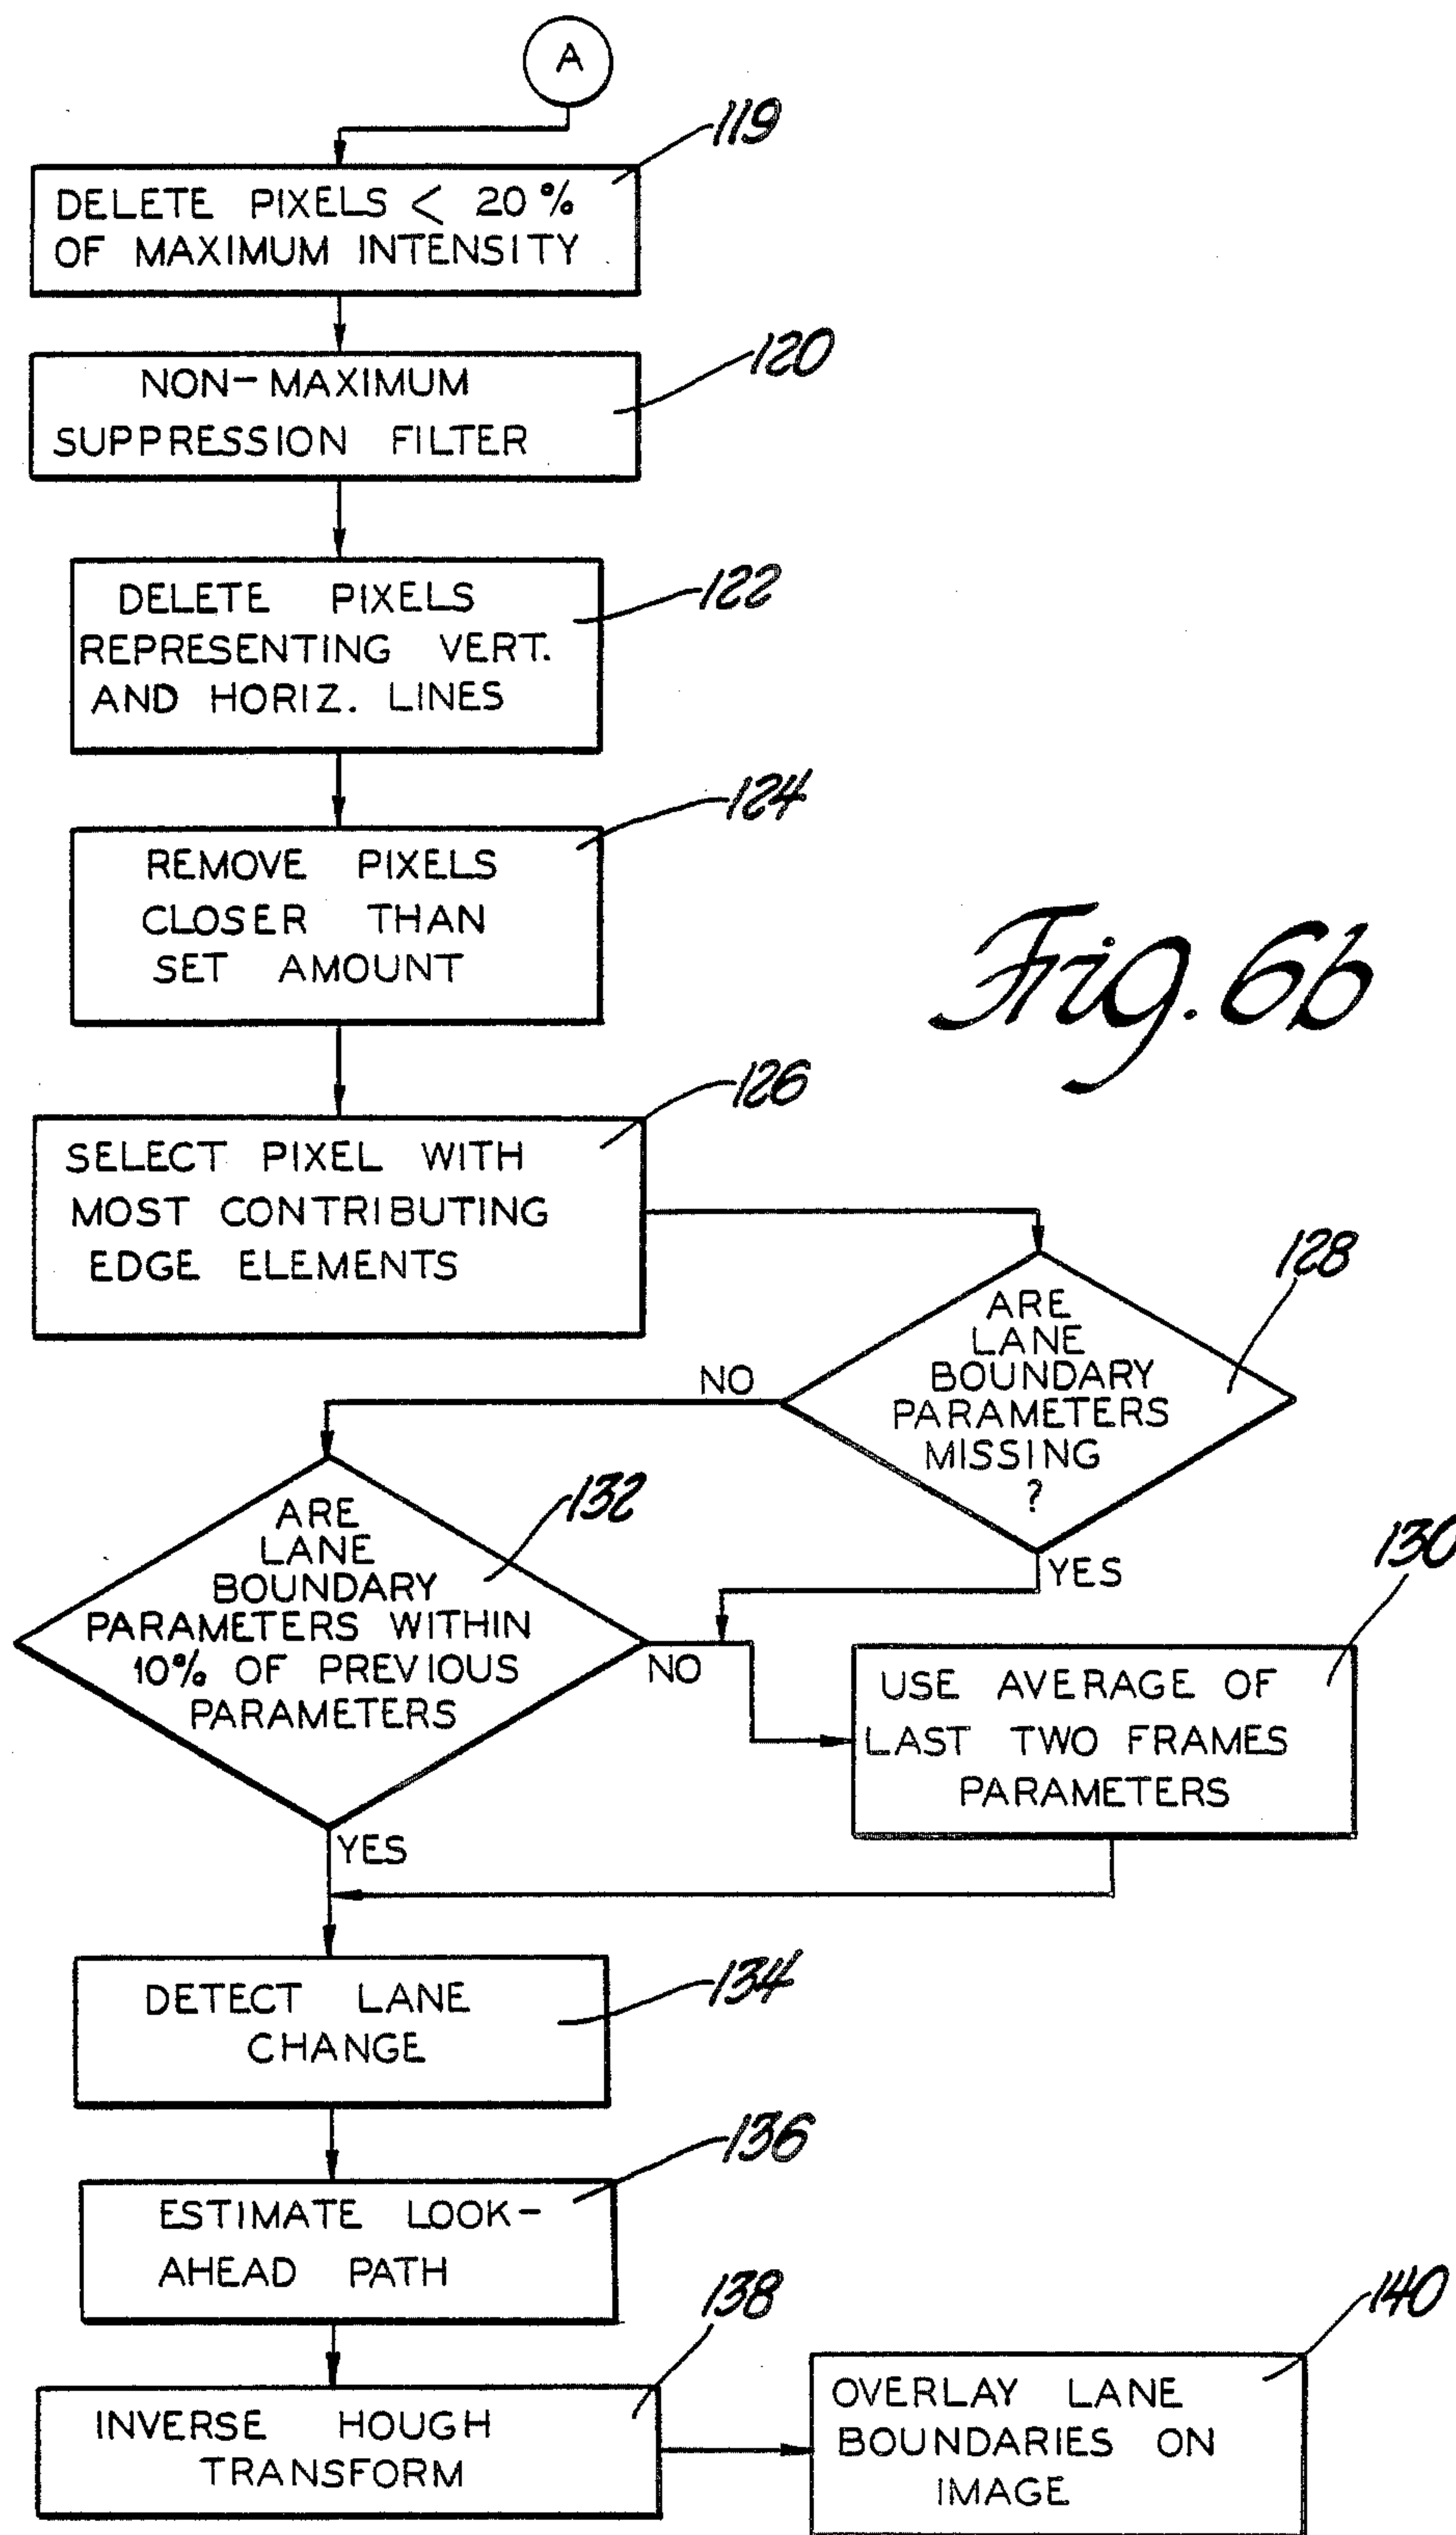 A
119
DELETE PIXELS < 20%
OF MAXIMUM INTENSITY
120
NON-MAXIMUM
SUPPRESSION FILTER
122
DELETE PIXELS
REPRESENTING VERT.
AND HORIZ. LINES
124
REMOVE PIXELS
CLOSER THAN
SET AMOUNT
Fig. 6b
126
SELECT PIXEL WITH
MOST CONTRIBUTING
EDGE ELEMENTS
128
ARE
LANE
BOUNDARY
PARAMETERS
MISSING
?
NO
YES
132
ARE
LANE
BOUNDARY
PARAMETERS WITHIN
10% OF PREVIOUS
PARAMETERS
NO
YES
130
USE AVERAGE OF
LAST TWO FRAMES
PARAMETERS
134
DETECT LANE
CHANGE
136
ESTIMATE LOOK-
AHEAD PATH
138
INVERSE HOUGH
TRANSFORM
140
OVERLAY LANE
BOUNDARIES ON
IMAGE